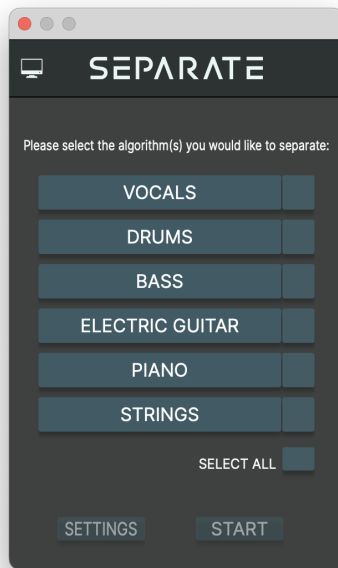 SEPARATE
Please select the algorithm(s) you would like to separate:
VOCALS
DRUMS
BASS
ELECTRIC GUITAR
PIANO
STRINGS
SELECT ALL
SETTINGS START